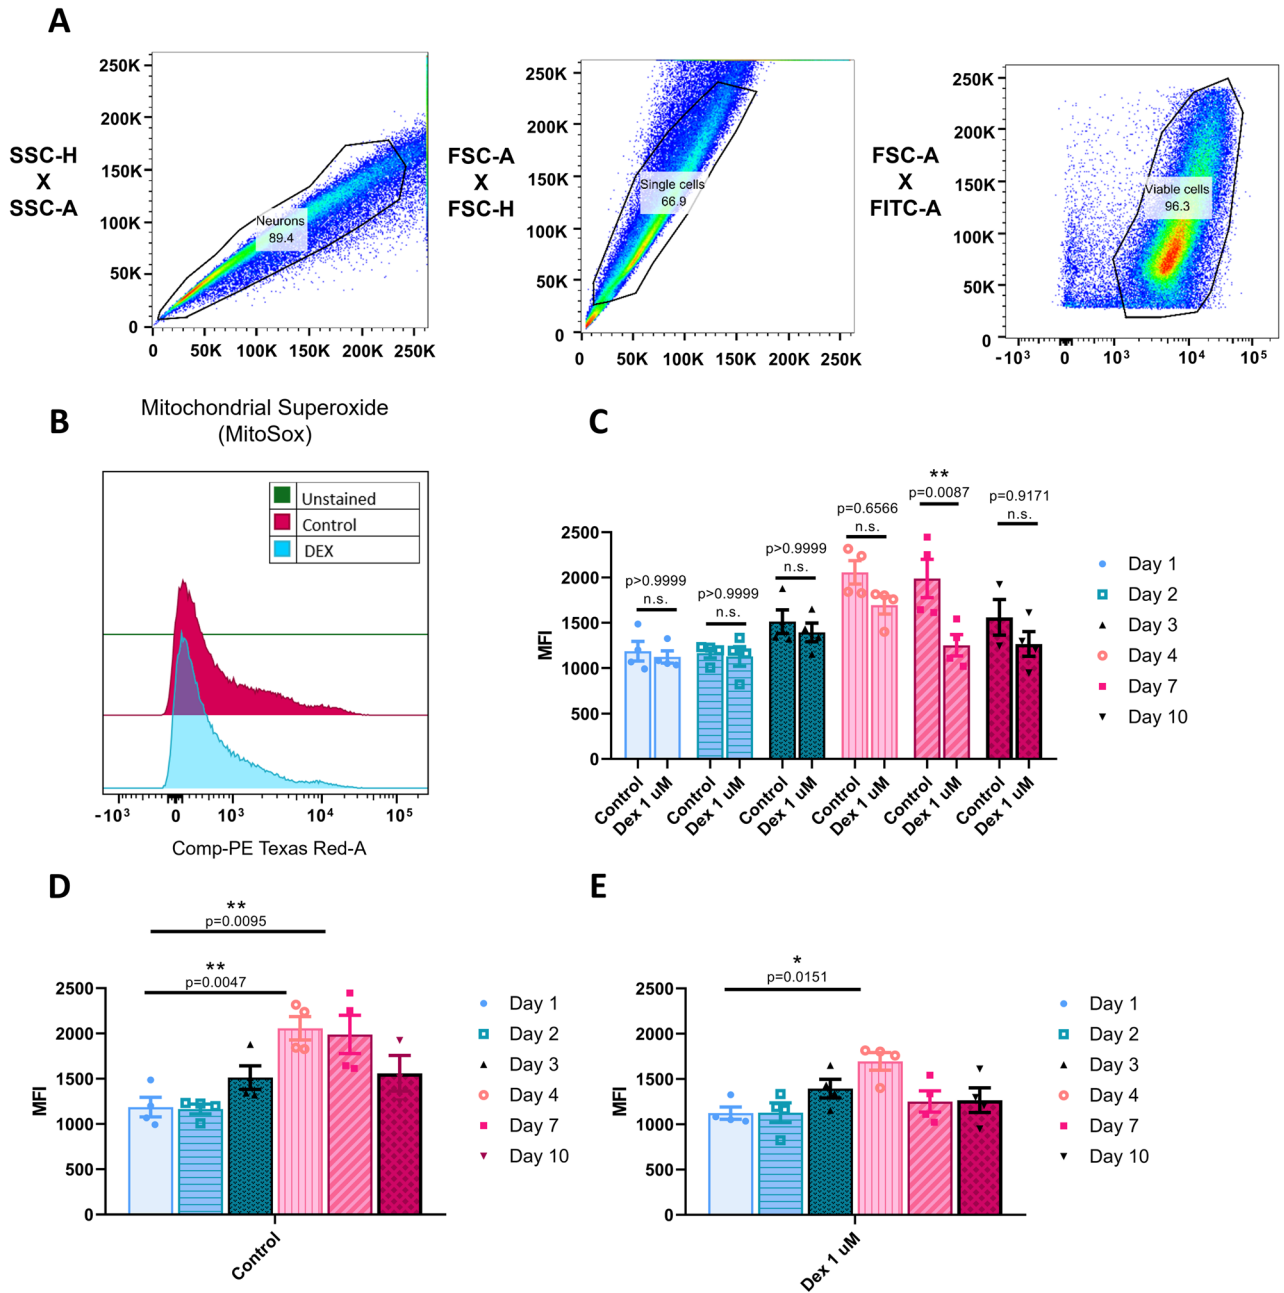 A
SSC-H
X
SSC-A
250K
200K
150K
100K
50K
0
Neurons
89.4
0 50K 100K 150K 200K 250K
FSC-A
X
FSC-H
250K
200K
150K
100K
50K
0
Single cells
66.9
0 50K 100K 150K 200K 250K
FSC-A
X
FITC-A
250K
200K
150K
100K
50K
0
Viable cells
96.3
-10³ 0 10³ 10⁴ 10⁵
B
Mitochondrial Superoxide
(MitoSox)
Unstained
Control
DEX
-10³ 0 10³ 10⁴ 10⁵
Comp-PE Texas Red-A
C
MFI
2500
2000
1500
1000
500
0
p>0.9999
n.s.
p>0.9999
n.s.
p>0.9999
n.s.
p=0.6566
n.s.
**
p=0.0087
p=0.9171
n.s.
Control
Dex 1 uM
Control
Dex 1 uM
Control
Dex 1 uM
Control
Dex 1 uM
Control
Dex 1 uM
Control
Dex 1 uM
Day 1
Day 2
Day 3
Day 4
Day 7
Day 10
D
**
p=0.0095
**
p=0.0047
MFI
2500
2000
1500
1000
500
0
Control
Day 1
Day 2
Day 3
Day 4
Day 7
Day 10
E
*
p=0.0151
MFI
2500
2000
1500
1000
500
0
Dex 1 uM
Day 1
Day 2
Day 3
Day 4
Day 7
Day 10